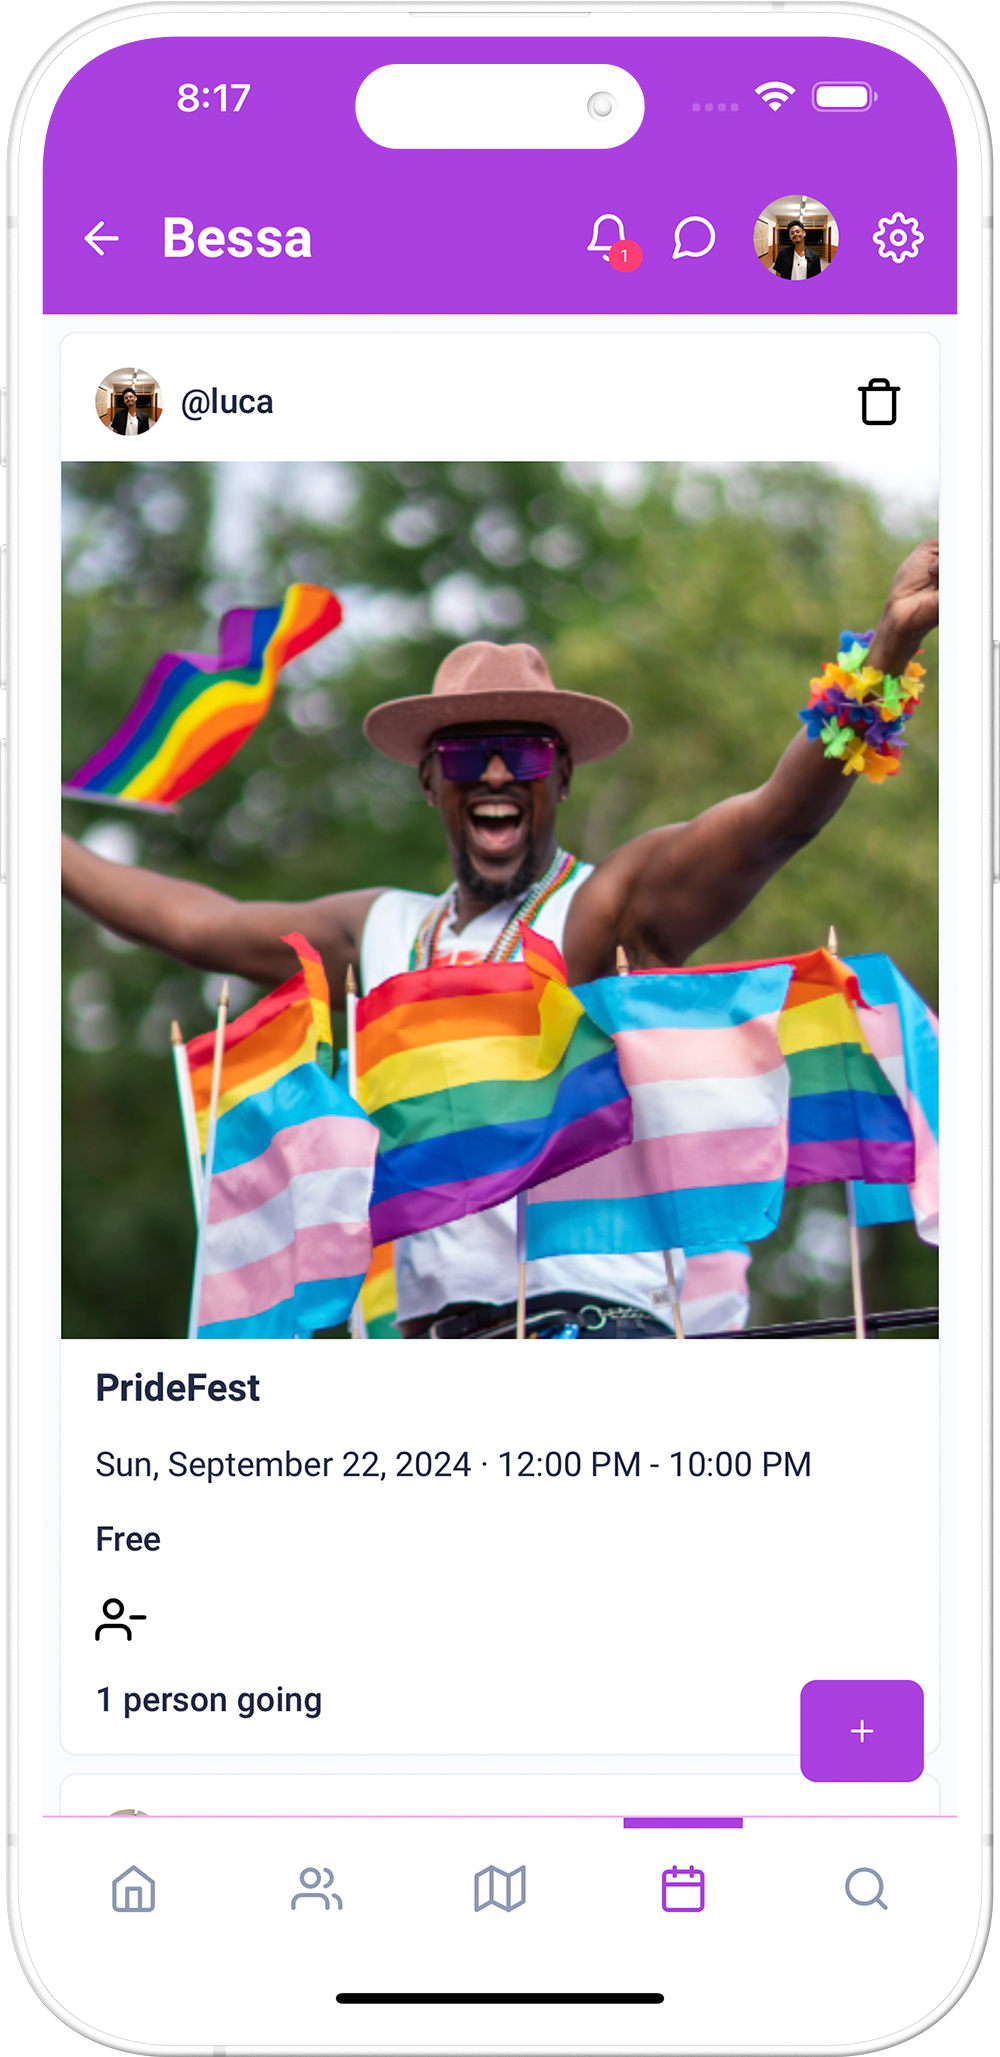 8:17
Bessa
1
@luca
PrideFest
Sun, September 22, 2024 · 12:00 PM - 10:00 PM
Free
1 person going